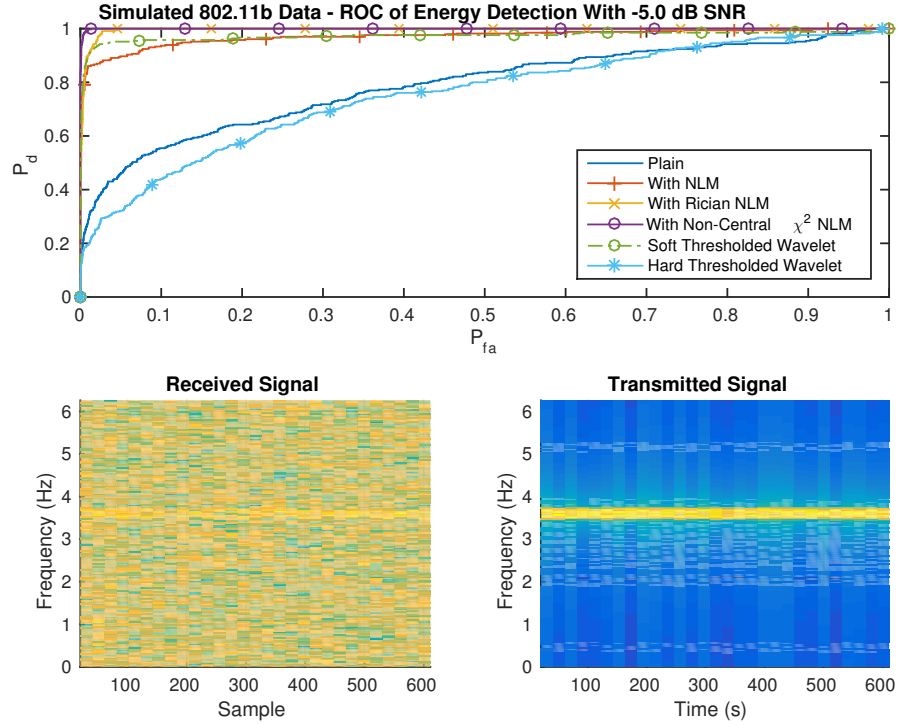 Simulated 802.11b Data - ROC of Energy Detection With -5.0 dB SNR
1
0.8
0.6
0.4
0.2
0
P_d
0 0.1 0.2 0.3 0.4 0.5 0.6 0.7 0.8 0.9 1
P_fa
Plain
With NLM
With Rician NLM
With Non-Central χ² NLM
Soft Thresholded Wavelet
Hard Thresholded Wavelet
Received Signal
6
5
4
3
2
1
0
Frequency (Hz)
100 200 300 400 500 600
Sample
Transmitted Signal
6
5
4
3
2
1
0
Frequency (Hz)
100 200 300 400 500 600
Time (s)